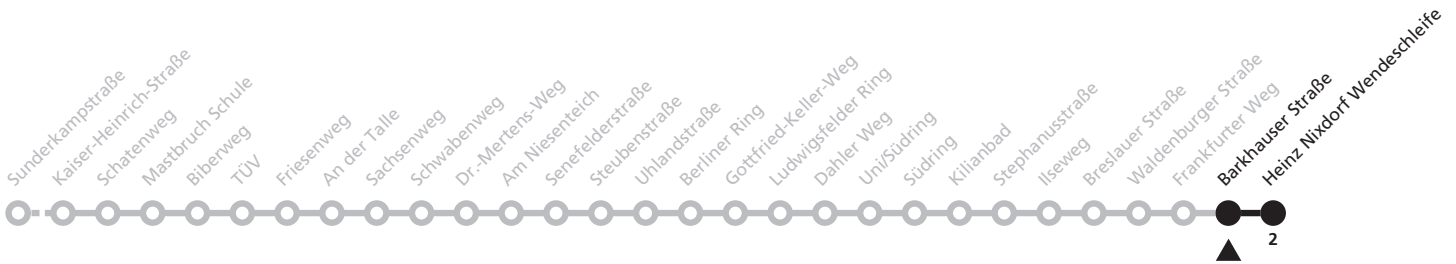 Sunderkampstraße
Kaiser-Heinrich-Straße
Schatenweg
Mastbruch Schule
Biberweg
TÜV
Friesenweg
An der Talle
Sachsenweg
Schwabenweg
Dr.-Mertens-Weg
Am Niesenteich
Senefelderstraße
Steubenstraße
Uhlandstraße
Berliner Ring
Gottfried-Keller-Weg
Ludwigsfelder Ring
Dahler Weg
Uni/Südring
Südring
Kilianbad
Stephanusstraße
Ilseweg
Breslauer Straße
Waldenburger Straße
Frankfurter Weg
Barkhauser Straße
Heinz Nixdorf Wendeschleife
2